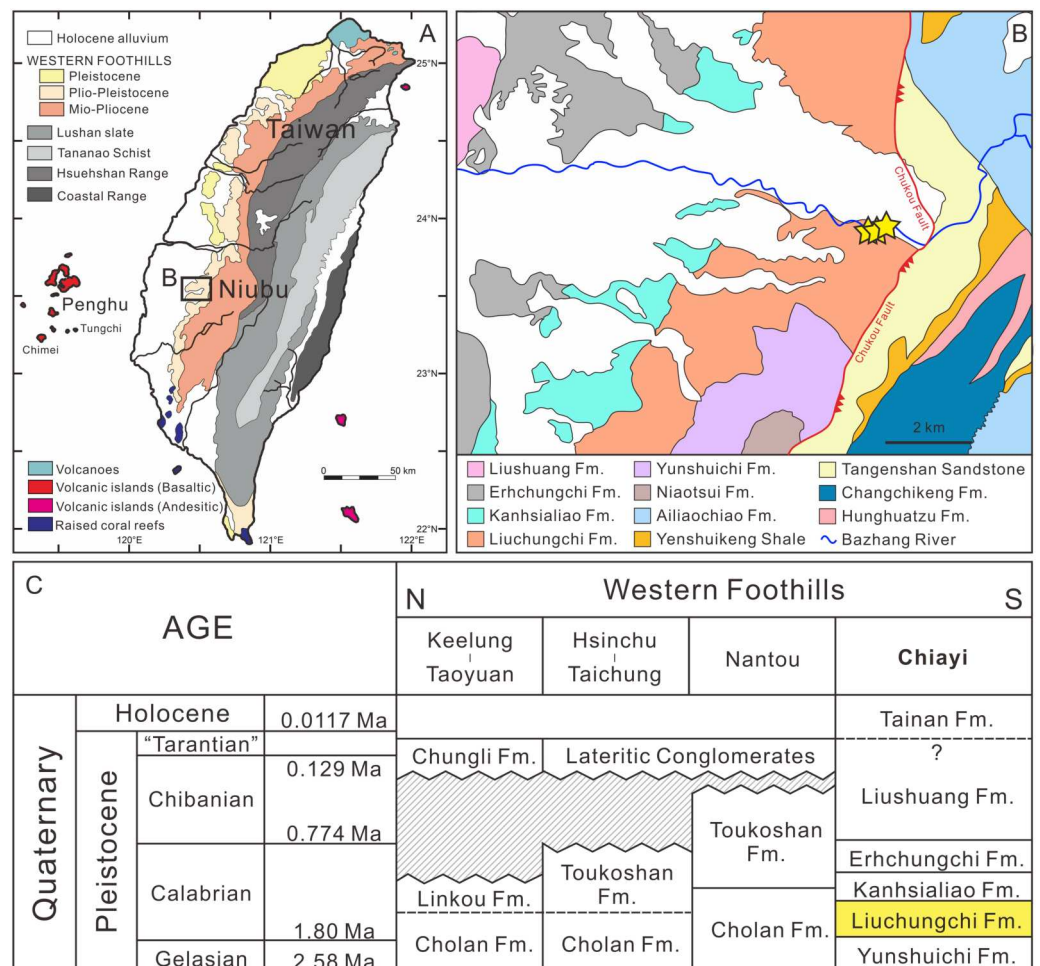 A
Holocene alluvium
WESTERN FOOTHILLS
Pleistocene
Plio-Pleistocene
Mio-Pliocene
Lushan slate
Tananao Schist
Hsuehshan Range
Coastal Range
25°N
24°N
23°N
22°N
Taiwan
B
Niubu
Penghu
Tungchi
Chimei
Volcanoes
Volcanic islands (Basaltic)
Volcanic islands (Andesitic)
Raised coral reefs
0 50 km
120°E 121°E 122°E
B
Chukou Fault
Chukou Fault
2 km
Liushuang Fm.
Erhchungchi Fm.
Kanhsialiao Fm.
Liuchungchi Fm.
Yunshuichi Fm.
Niaotsui Fm.
Ailiaochiao Fm.
Yenshuikeng Shale
Tangenshan Sandstone
Changchikeng Fm.
Hunghuatzu Fm.
Bazhang River
C
AGE
N
Western Foothills
S
Keelung
|
Taoyuan
Hsinchu
|
Taichung
Nantou
Chiayi
Quaternary
Holocene
0.0117 Ma
Tainan Fm.
Pleistocene
“Tarantian”
0.129 Ma
Chungli Fm.
Lateritic Conglomerates
?
Chibanian
0.774 Ma
Toukoshan
Fm.
Liushuang Fm.
Calabrian
1.80 Ma
Linkou Fm.
Toukoshan
Fm.
Erhchungchi Fm.
Kanhsialiao Fm.
Liuchungchi Fm.
Cholan Fm.
Cholan Fm.
Cholan Fm.
Gelasian
2.58 Ma
Yunshuichi Fm.